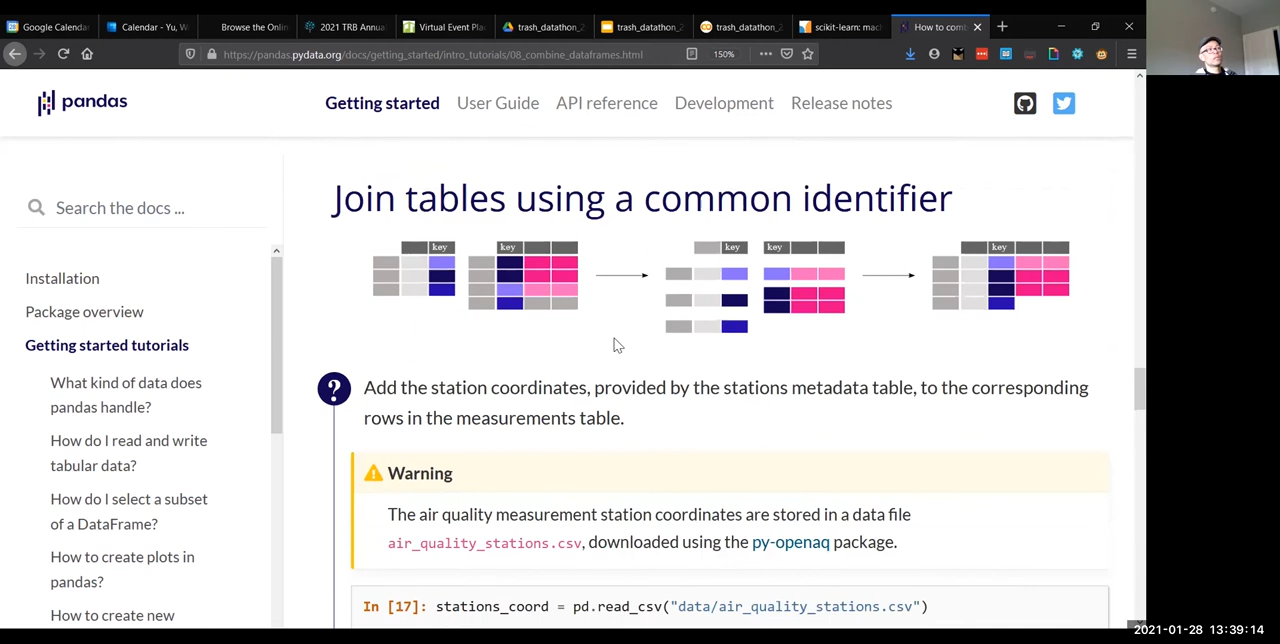 Google Calendar
Calendar - Yu, W
Browse the Onlin
2021 TRB Annua
Virtual Event Pla
trash_datathon_2
trash_datathon_2
trash_datathon_2
scikit-learn: mach
How to comb
https://pandas.pydata.org/docs/getting_started/intro_tutorials/08_combine_dataframes.html
150%
pandas
Getting started
User Guide
API reference
Development
Release notes
Search the docs ...
Installation
Package overview
Getting started tutorials
What kind of data does
pandas handle?
How do I read and write
tabular data?
How do I select a subset
of a DataFrame?
How to create plots in
pandas?
How to create new
Join tables using a common identifier
key
key
key
key
key
?
Add the station coordinates, provided by the stations metadata table, to the corresponding
rows in the measurements table.
Warning
The air quality measurement station coordinates are stored in a data file
air_quality_stations.csv, downloaded using the py-openaq package.
In [17]: stations_coord = pd.read_csv("data/air_quality_stations.csv")
2021-01-28 13:39:14